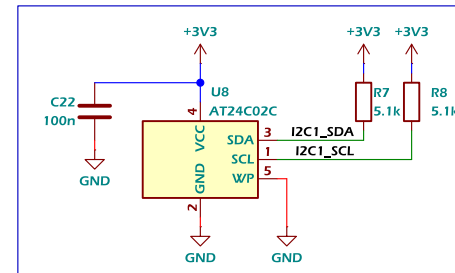 +3V3
+3V3
+3V3
C22
100n
U8
AT24C02C
R7
5.1k
R8
5.1k
4
VCC
SDA
3
I2C1_SDA
SCL
1
I2C1_SCL
WP
5
GND
2
GND
GND
GND